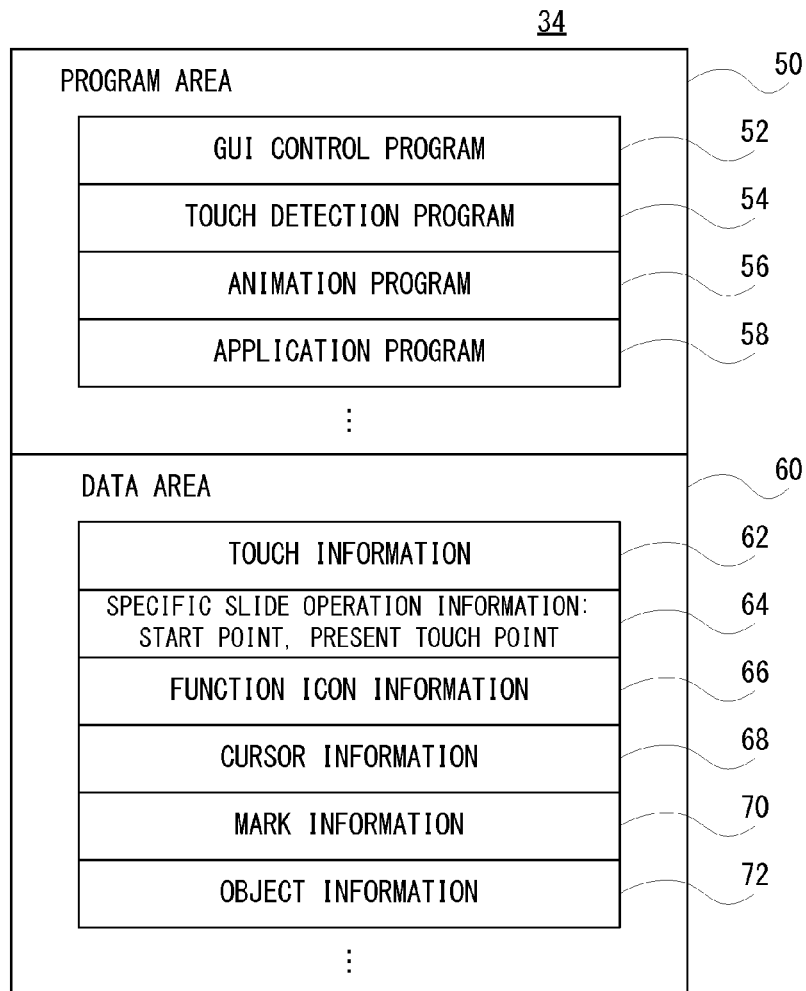 34
PROGRAM AREA
50
GUI CONTROL PROGRAM
52
TOUCH DETECTION PROGRAM
54
ANIMATION PROGRAM
56
APPLICATION PROGRAM
58
⋮
DATA AREA
60
TOUCH INFORMATION
62
SPECIFIC SLIDE OPERATION INFORMATION:
START POINT, PRESENT TOUCH POINT
64
FUNCTION ICON INFORMATION
66
CURSOR INFORMATION
68
MARK INFORMATION
70
OBJECT INFORMATION
72
⋮